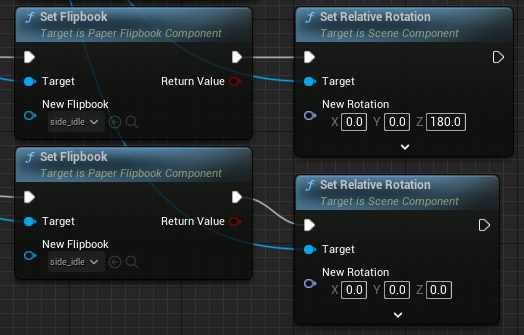 Set Flipbook
Target is Paper Flipbook Component
Target
Return Value
New Flipbook
side_idle
Set Relative Rotation
Target is Scene Component
Target
New Rotation
X 0.0 Y 0.0 Z 180.0
Set Flipbook
Target is Paper Flipbook Component
Target
Return Value
New Flipbook
side_idle
Set Relative Rotation
Target is Scene Component
Target
New Rotation
X 0.0 Y 0.0 Z 0.0